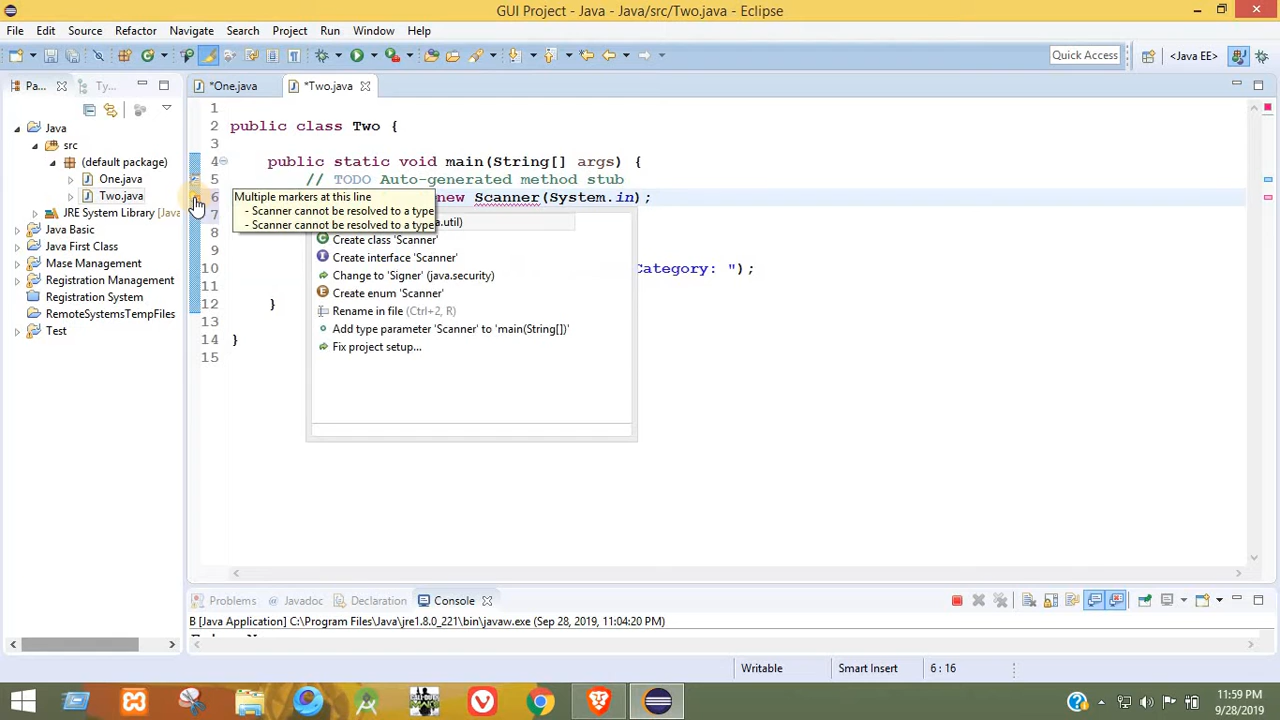 GUI Project - Java - Java/src/Two.java - Eclipse
File Edit Source Refactor Navigate Search Project Run Window Help
Quick Access
<Java EE>
Pa... Ty...
*One.java *Two.java
Java
src
(default package)
One.java
Two.java
JRE System Library [Java
Java Basic
Java First Class
Mase Management
Registration Management
Registration System
RemoteSystemsTempFiles
Test
1
2 public class Two {
3
4 public static void main(String[] args) {
5 // TODO Auto-generated method stub
6 new Scanner(System.in);
7
8
9
10 Category: ");
11
12 }
13
14 }
15
Multiple markers at this line
- Scanner cannot be resolved to a type
- Scanner cannot be resolved to a type
a.util)
Create class 'Scanner'
Create interface 'Scanner'
Change to 'Signer' (java.security)
Create enum 'Scanner'
Rename in file (Ctrl+2, R)
Add type parameter 'Scanner' to 'main(String[])'
Fix project setup...
Problems Javadoc Declaration Console
B [Java Application] C:\Program Files\Java\jre1.8.0_221\bin\javaw.exe (Sep 28, 2019, 11:04:20 PM)
Writable Smart Insert 6 : 16
11:59 PM
9/28/2019